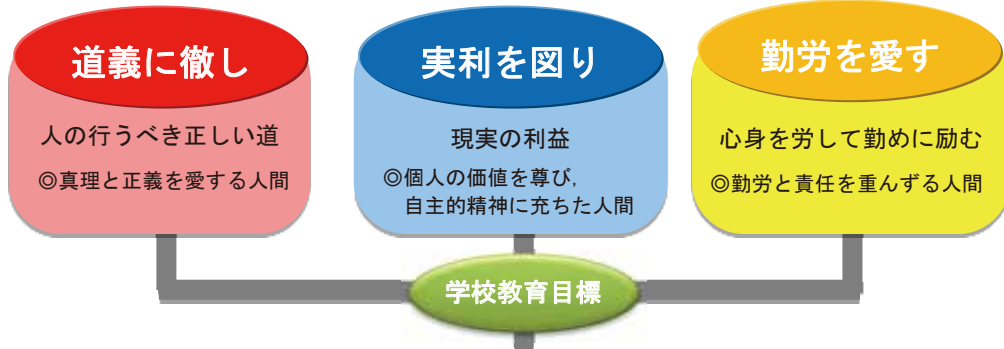 道義に徹し
人の行うべき正しい道
◎真理と正義を愛する人間
実利を図り
現実の利益
◎個人の価値を尊び,
自主的精神に充ちた人間
勤労を愛す
心身を労して勤めに励む
◎勤労と責任を重んずる人間
学校教育目標